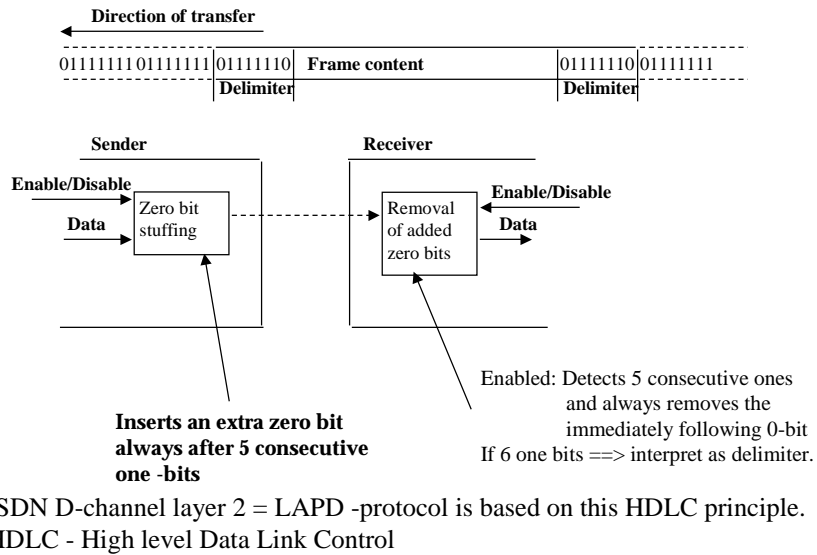 Direction of transfer
01111111 01111111 01111110 Frame content 01111110 01111111
Delimiter Delimiter
Sender Receiver
Enable/Disable Enable/Disable
Data Zero bit stuffing Removal of added zero bits Data
Enabled: Detects 5 consecutive ones
and always removes the
immediately following 0-bit
If 6 one bits ==> interpret as delimiter.
Inserts an extra zero bit
always after 5 consecutive
one -bits
SDN D-channel layer 2 = LAPD -protocol is based on this HDLC principle.
HDLC - High level Data Link Control